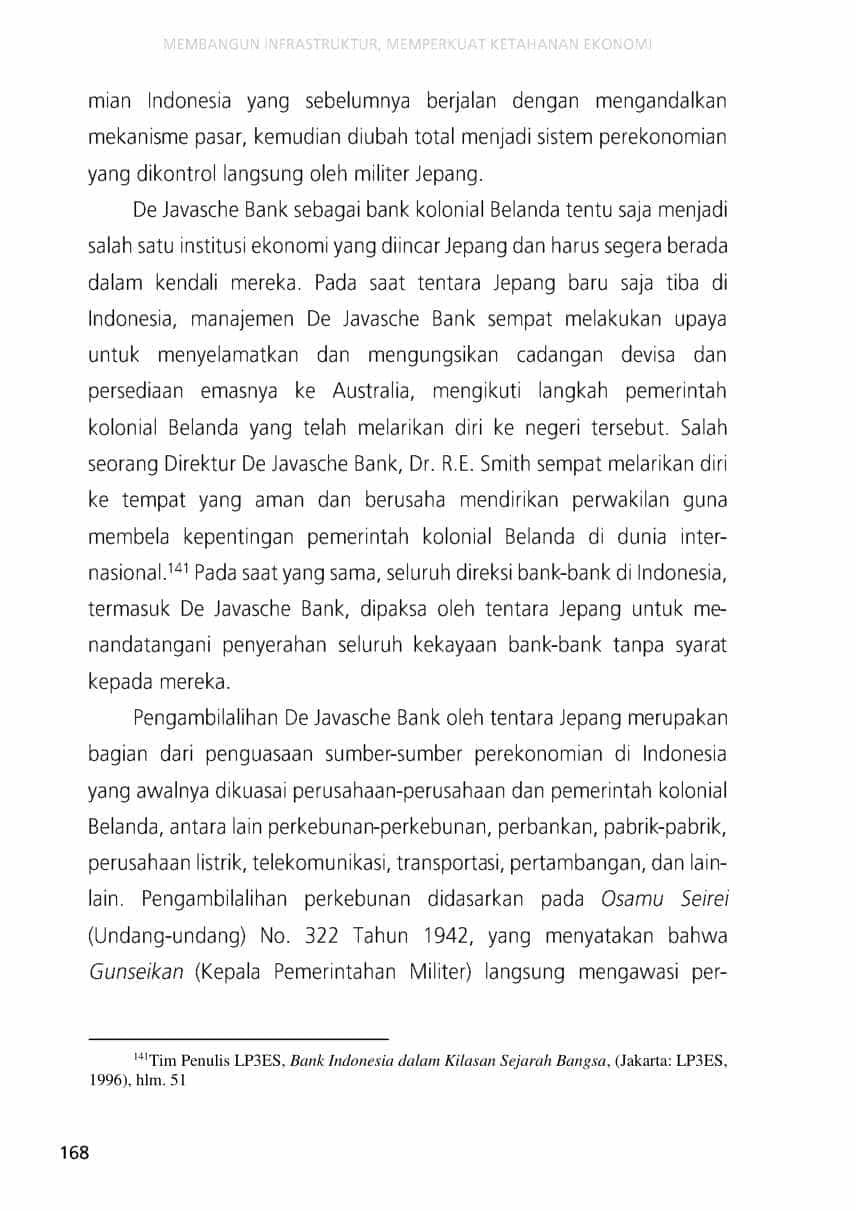 MEMBANGUN INFRASTRUKTUR, MEMPERKUAT KETAHANAN EKONOMI
mian Indonesia yang sebelumnya berjalan dengan mengandalkan
mekanisme pasar, kemudian diubah total menjadi sistem perekonomian
yang dikontrol langsung oleh militer Jepang.
De Javasche Bank sebagai bank kolonial Belanda tentu saja menjadi
salah satu institusi ekonomi yang diincar Jepang dan harus segera berada
dalam kendali mereka. Pada saat tentara Jepang baru saja tiba di
Indonesia, manajemen De Javasche Bank sempat melakukan upaya
untuk menyelamatkan dan mengungsikan cadangan devisa dan
persediaan emasnya ke Australia, mengikuti langkah pemerintah
kolonial Belanda yang telah melarikan diri ke negeri tersebut. Salah
seorang Direktur De Javasche Bank, Dr. R.E. Smith sempat melarikan diri
ke tempat yang aman dan berusaha mendirikan perwakilan guna
membela kepentingan pemerintah kolonial Belanda di dunia inter-
nasional.141 Pada saat yang sama, seluruh direksi bank-bank di Indonesia,
termasuk De Javasche Bank, dipaksa oleh tentara Jepang untuk me-
nandatangani penyerahan seluruh kekayaan bank-bank tanpa syarat
kepada mereka.
Pengambilalihan De Javasche Bank oleh tentara Jepang merupakan
bagian dari penguasaan sumber-sumber perekonomian di Indonesia
yang awalnya dikuasai perusahaan-perusahaan dan pemerintah kolonial
Belanda, antara lain perkebunan-perkebunan, perbankan, pabrik-pabrik,
perusahaan listrik, telekomunikasi, transportasi, pertambangan, dan lain-
lain. Pengambilalihan perkebunan didasarkan pada Osamu Seirei
(Undang-undang) No. 322 Tahun 1942, yang menyatakan bahwa
Gunseikan (Kepala Pemerintahan Militer) langsung mengawasi per-
141Tim Penulis LP3ES, Bank Indonesia dalam Kilasan Sejarah Bangsa, (Jakarta: LP3ES,
1996), hlm. 51
168